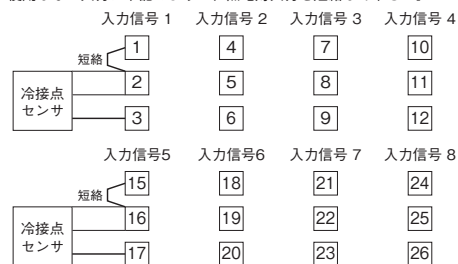 入力信号 1 入力信号 2 入力信号 3 入力信号 4
1 4 7 10
短絡
2 5 8 11
冷接点
センサ
3 6 9 12
入力信号5 入力信号6 入力信号 7 入力信号 8
15 18 21 24
短絡
16 19 22 25
冷接点
センサ
17 20 23 26